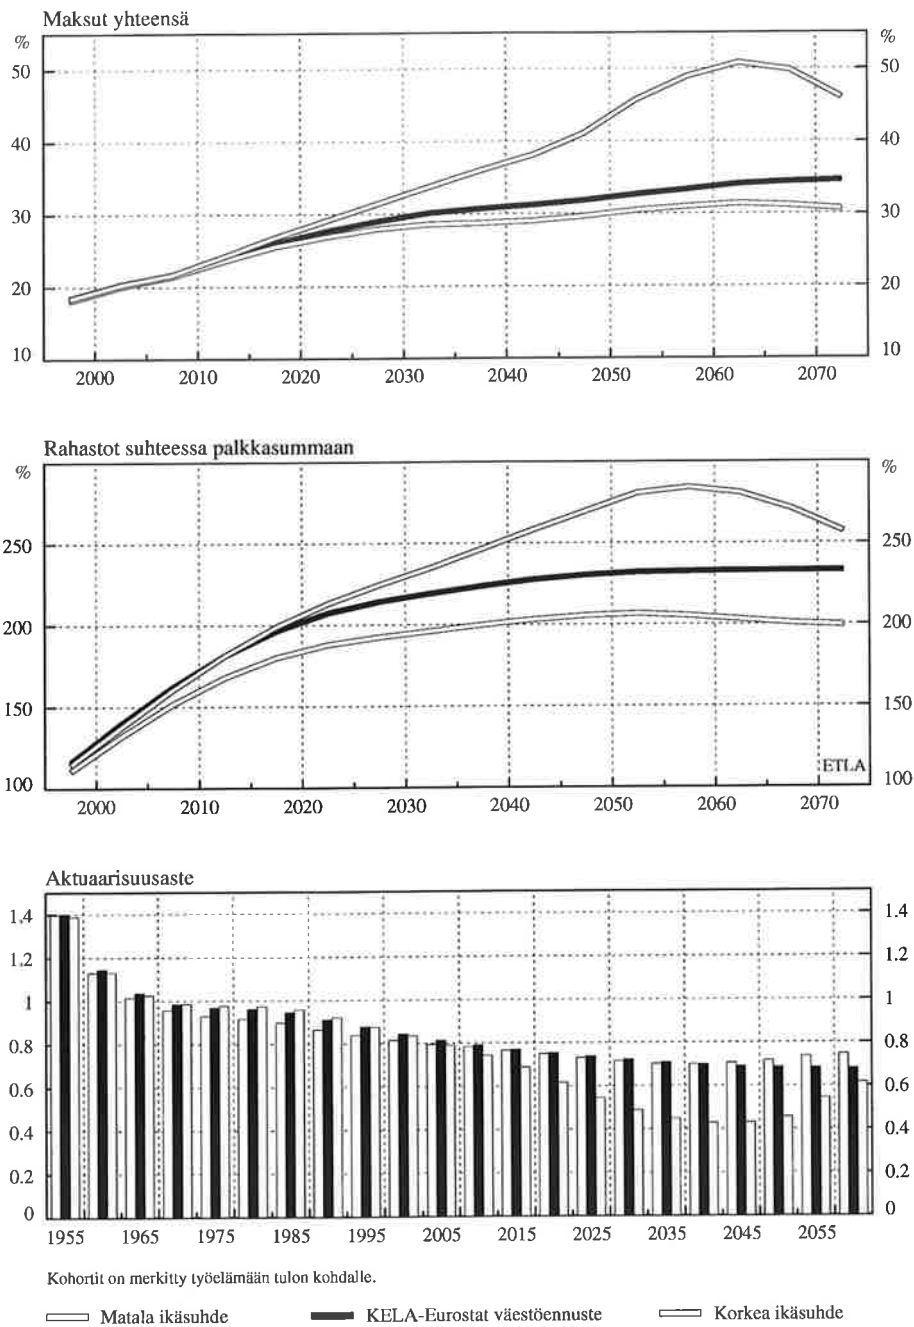 Maksut yhteensä
% %
50 50
40 40
30 30
20 20
10 10
2000 2010 2020 2030 2040 2050 2060 2070
Rahastot suhteessa palkkasummaan
% %
250 250
200 200
150 150
ETLA
100 100
2000 2010 2020 2030 2040 2050 2060 2070
Aktuaarisuusaste
1,4 1.4
1.2 1.2
1 1
0.8 0.8
0.6 0.6
0.4 0.4
0.2 0.2
0 0
1955 1965 1975 1985 1995 2005 2015 2025 2035 2045 2055
Kohortit on merkitty työelämään tulon kohdalle.
Matala ikäsuhde KELA-Eurostat väestöennuste Korkea ikäsuhde